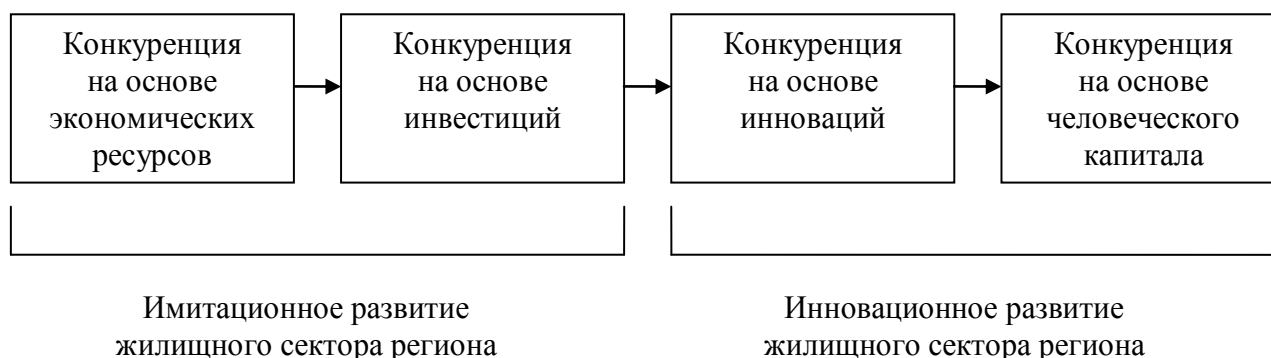 Конкуренция
на основе
экономических
ресурсов
Конкуренция
на основе
инвестиций
Конкуренция
на основе
инноваций
Конкуренция
на основе
человеческого
капитала
Имитационное развитие
жилищного сектора региона
Инновационное развитие
жилищного сектора региона